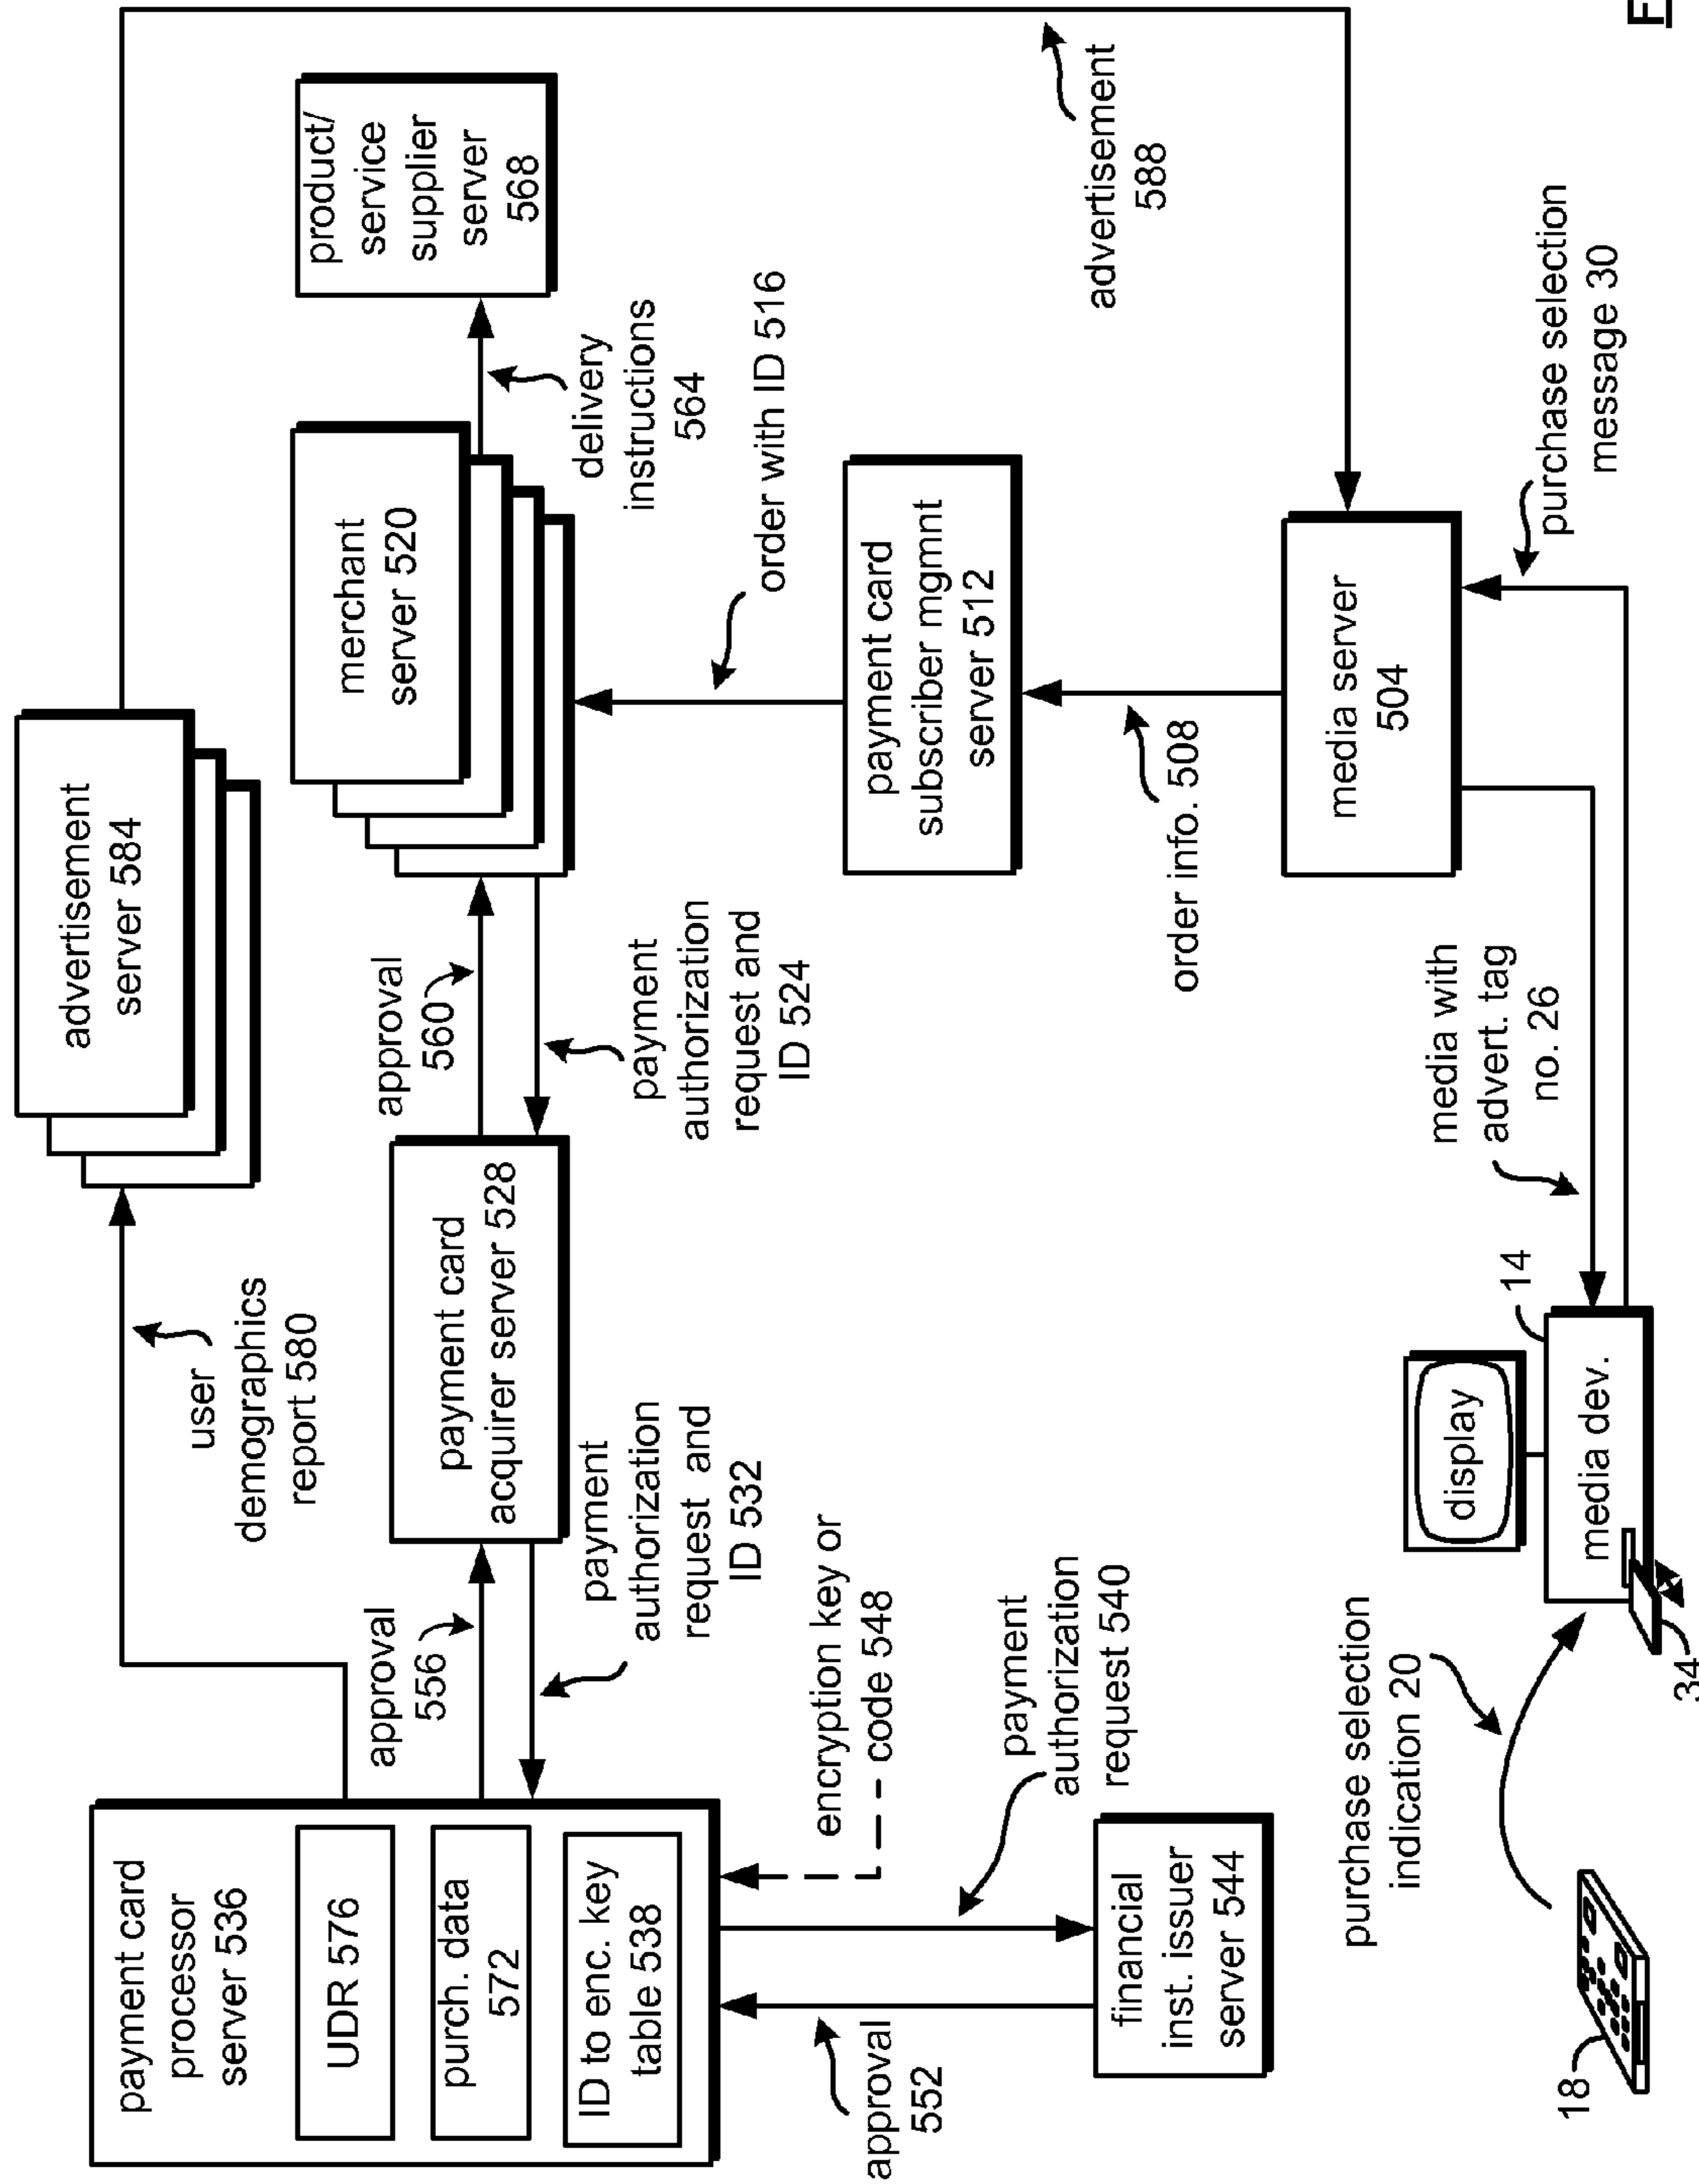 payment card
processor
server 536
UDR 576
purch. data
572
ID to enc. key
table 538
user
demographics
report 580
advertisement
server 584
approval
556
payment card
acquirer server 528
approval
560
merchant
server 520
product/
service
supplier
server
568
payment
authorization
request and
ID 532
payment
authorization
request and
ID 524
delivery
instructions
564
encryption key or
code 548
order with ID 516
approval
552
financial
inst. issuer
server 544
payment
authorization
request 540
payment card
subscriber mgmnt
server 512
advertisement
588
order info. 508
media server
504
purchase selection
indication 20
18
display
14
media dev.
34
media with
advert. tag
no. 26
purchase selection
message 30